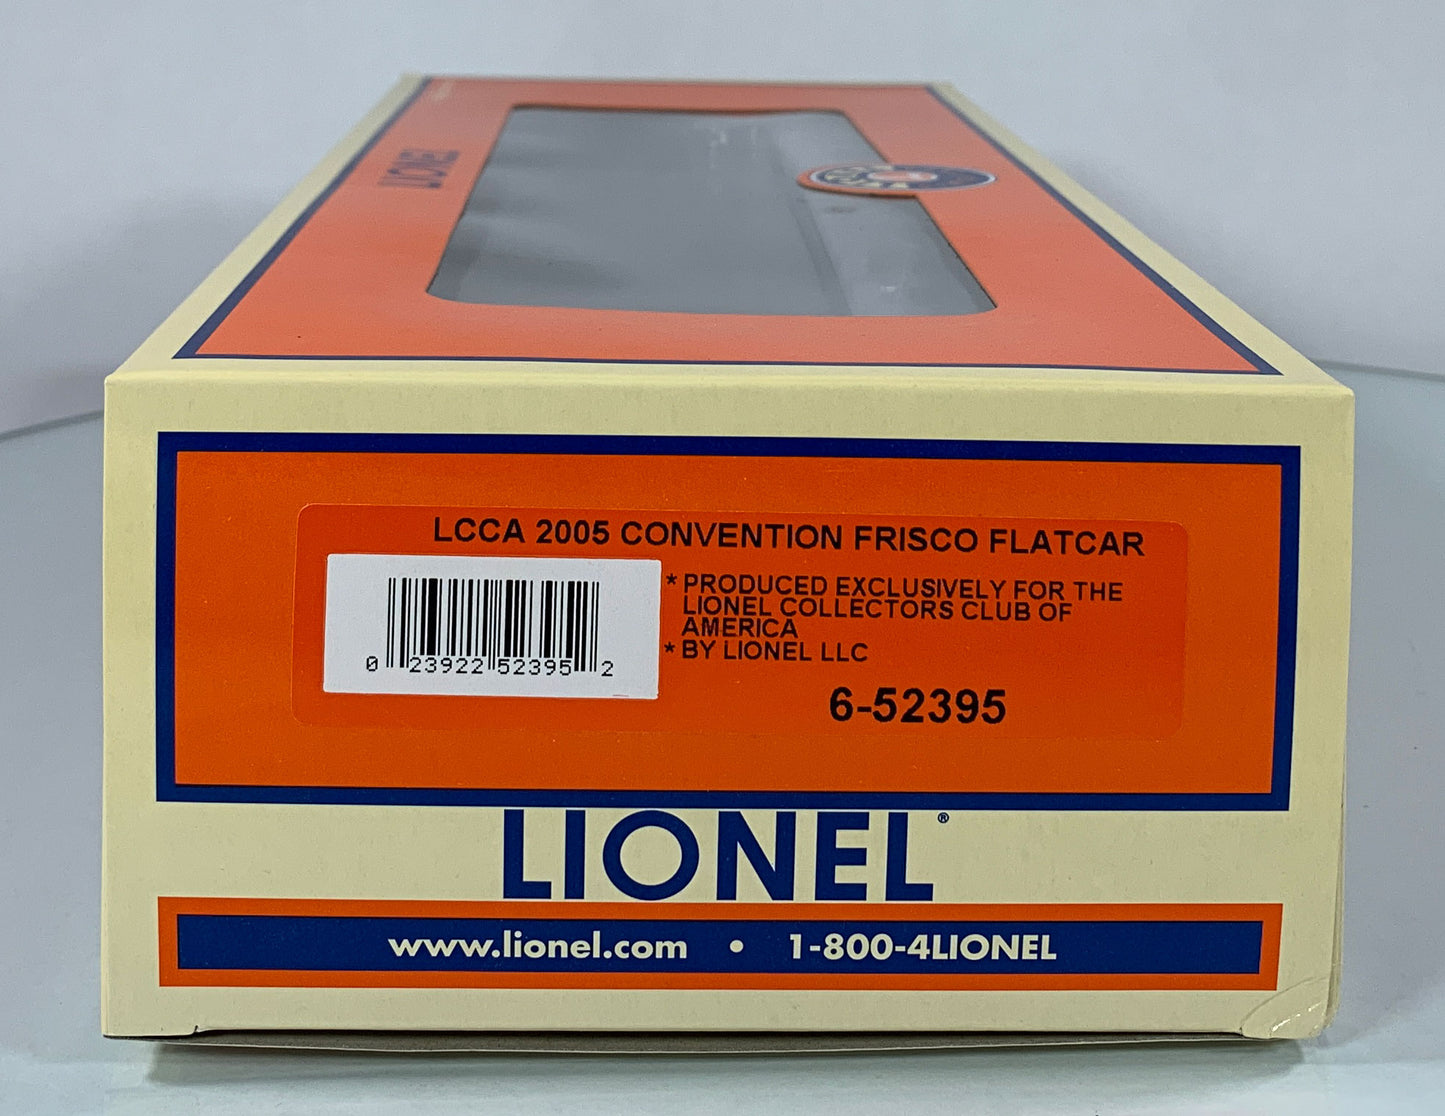 LIONEL
LCCA 2005 CONVENTION FRISCO FLATCAR
* PRODUCED EXCLUSIVELY FOR THE
LIONEL COLLECTORS CLUB OF
AMERICA
* BY LIONEL LLC
0 23922 52395 2
6-52395
LIONEL®
www.lionel.com • 1-800-4LIONEL